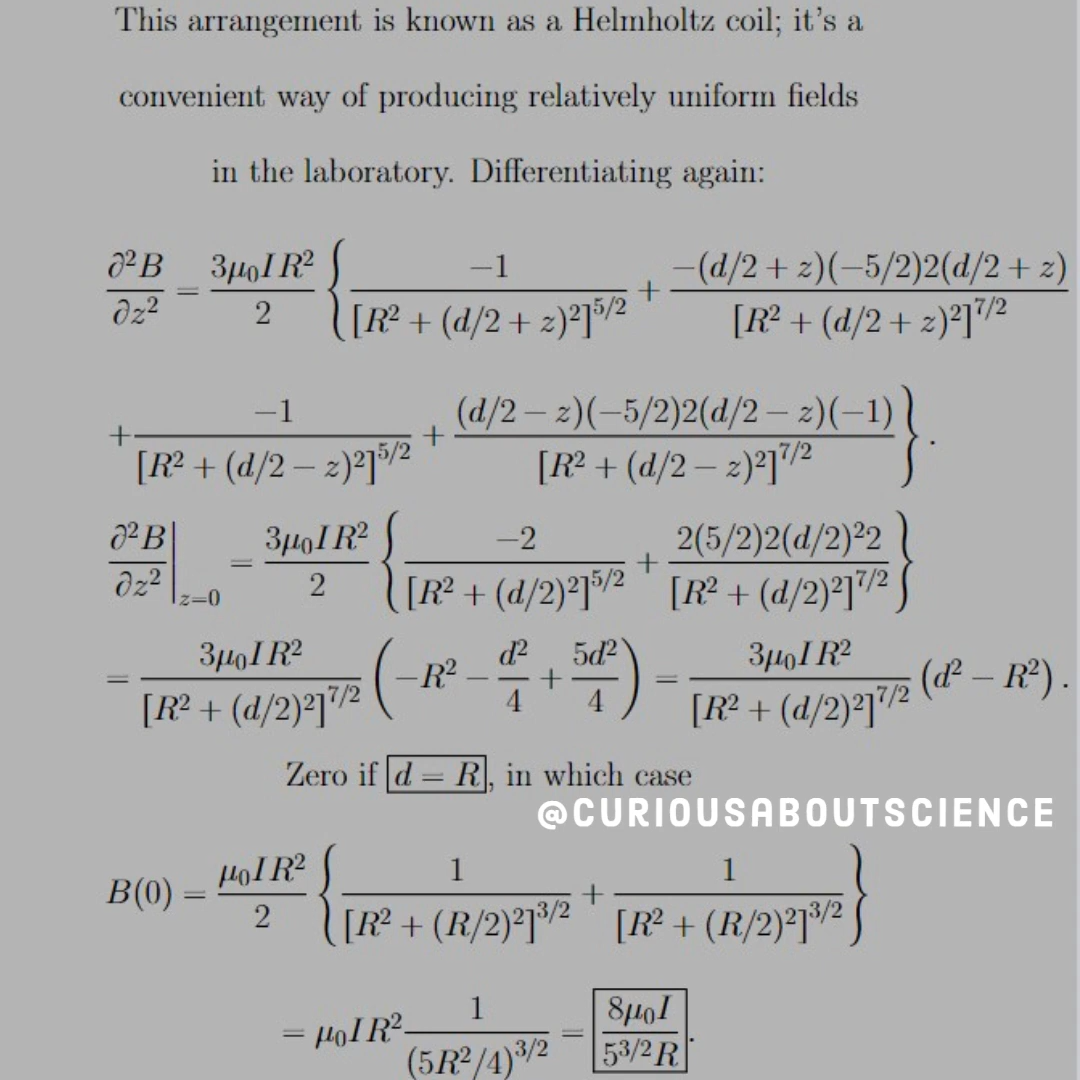 This arrangement is known as a Helmholtz coil; it's a
convenient way of producing relatively uniform fields
in the laboratory. Differentiating again:
∂²B/∂z² = 3μ₀IR²/2 { −1/[R² + (d/2 + z)²]^{5/2} + −(d/2 + z)(−5/2)2(d/2 + z)/[R² + (d/2 + z)²]^{7/2}
+ −1/[R² + (d/2 − z)²]^{5/2} + (d/2 − z)(−5/2)2(d/2 − z)(−1)/[R² + (d/2 − z)²]^{7/2} } .
∂²B/∂z² |_{z=0} = 3μ₀IR²/2 { −2/[R² + (d/2)²]^{5/2} + 2(5/2)2(d/2)²2/[R² + (d/2)²]^{7/2} }
= 3μ₀IR²/[R² + (d/2)²]^{7/2} (−R² − d²/4 + 5d²/4) = 3μ₀IR²/[R² + (d/2)²]^{7/2} (d² − R²) .
Zero if d = R, in which case
@CURIOUSABOUTSCIENCE
B(0) = μ₀IR²/2 { 1/[R² + (R/2)²]^{3/2} + 1/[R² + (R/2)²]^{3/2} }
= μ₀IR² 1/(5R²/4)^{3/2} = 8μ₀I/5^{3/2}R.